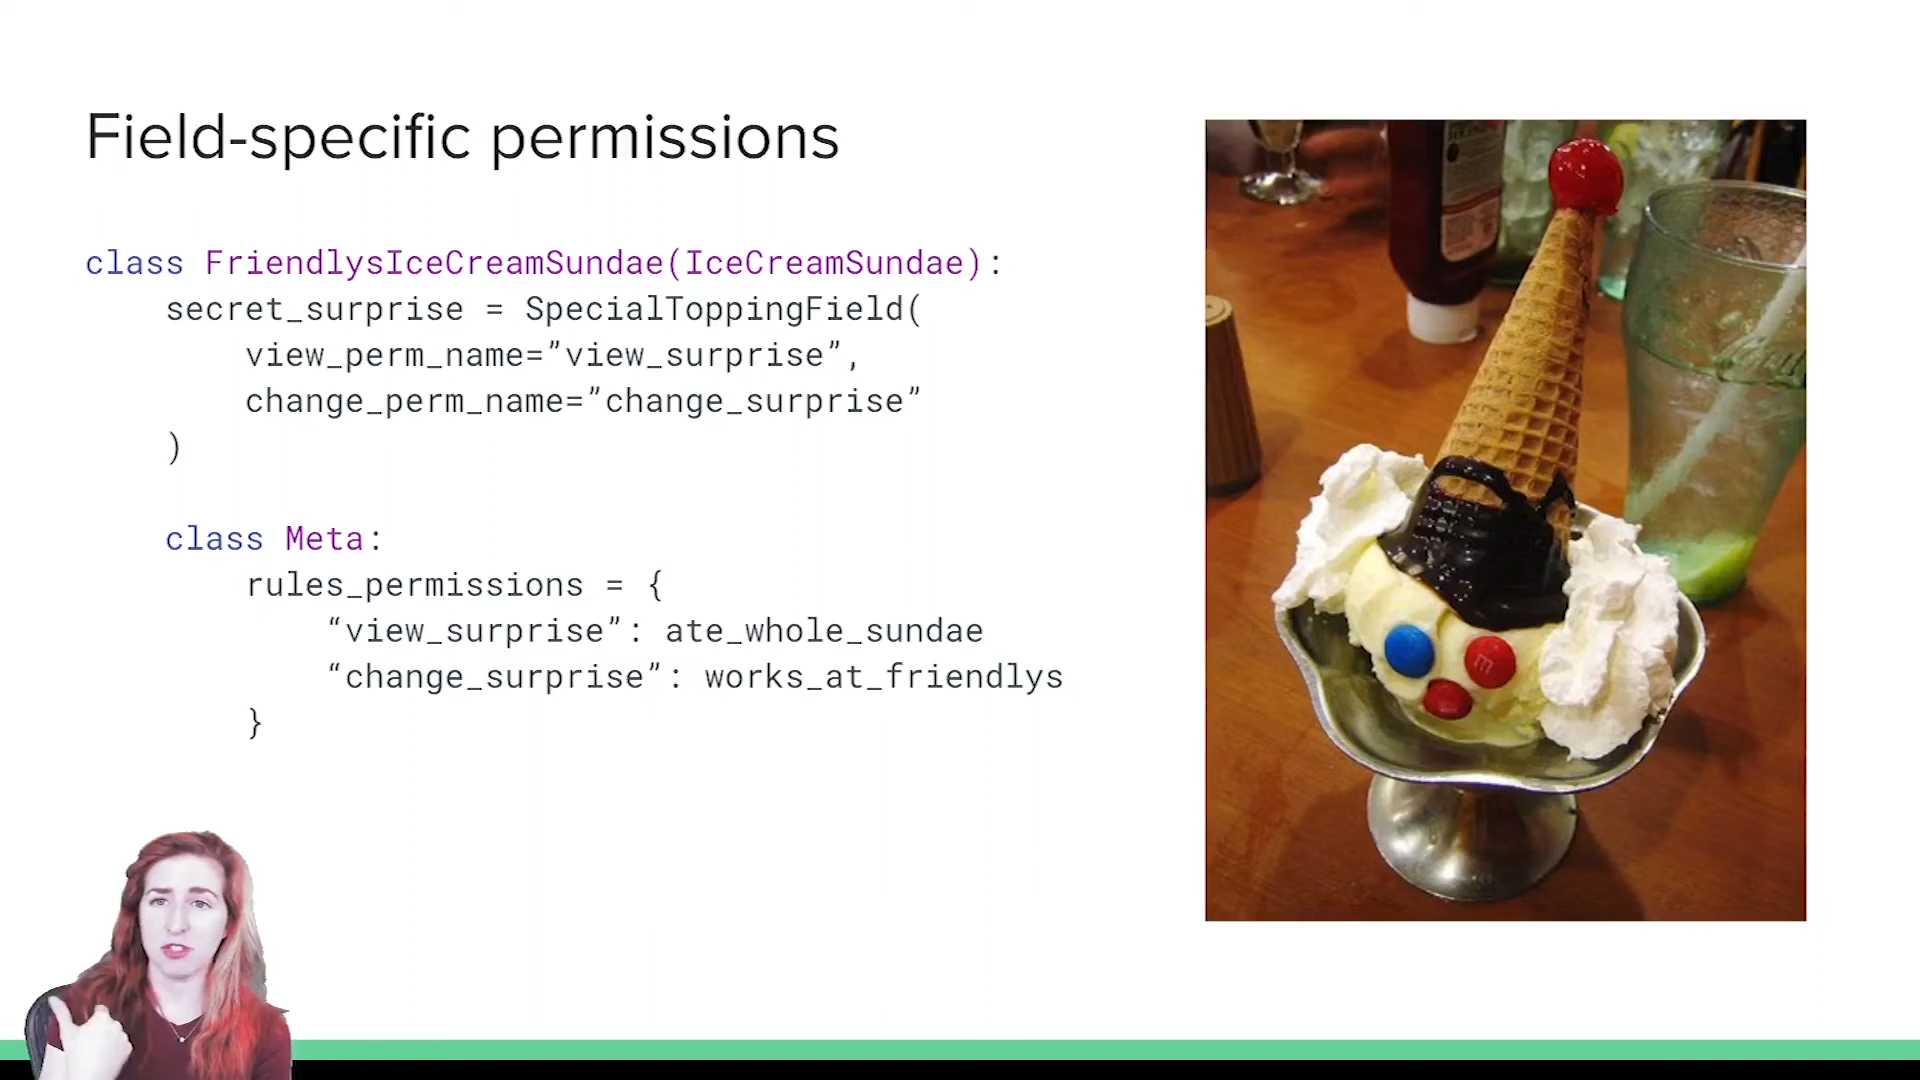 Field-specific permissions
class FriendlysIceCreamSundae(IceCreamSundae):
    secret_surprise = SpecialToppingField(
        view_perm_name=”view_surprise”,
        change_perm_name=”change_surprise”
    )
    class Meta:
        rules_permissions = {
            “view_surprise”: ate_whole_sundae
            “change_surprise”: works_at_friendlys
        }
m